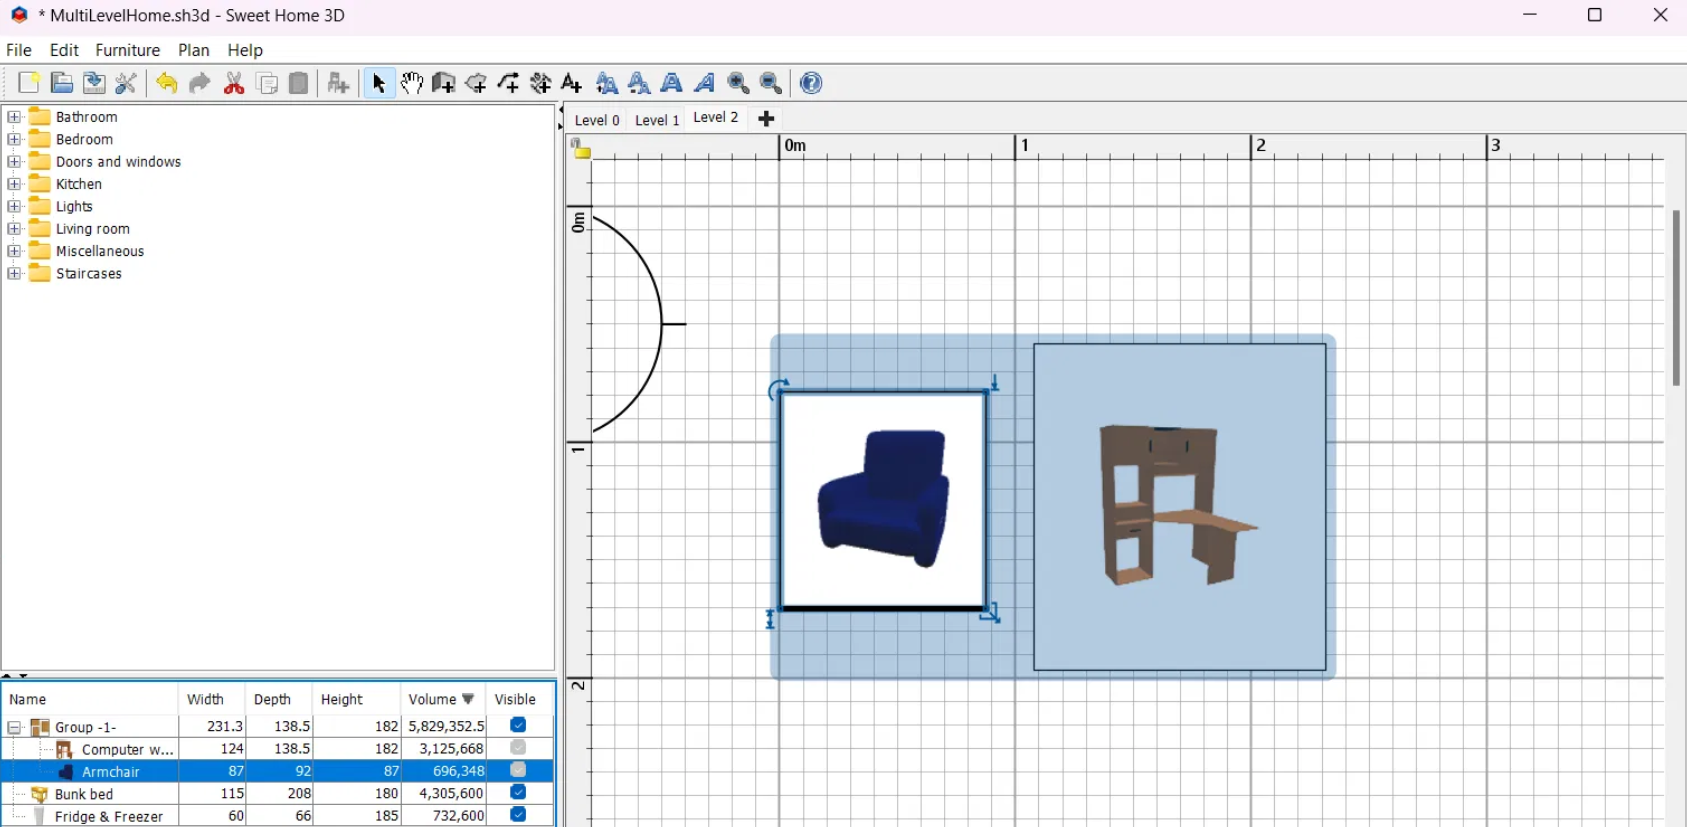 * MultiLevelHome.sh3d - Sweet Home 3D
File Edit Furniture Plan Help
Bathroom
Bedroom
Doors and windows
Kitchen
Lights
Living room
Miscellaneous
Staircases
Level 0 Level 1 Level 2
0m 1 2 3
0m
1
2
Name Width Depth Height Volume Visible
Group -1- 231.3 138.5 182 5,829,352.5
Computer w... 124 138.5 182 3,125,668
Armchair 87 92 87 696,348
Bunk bed 115 208 180 4,305,600
Fridge & Freezer 60 66 185 732,600